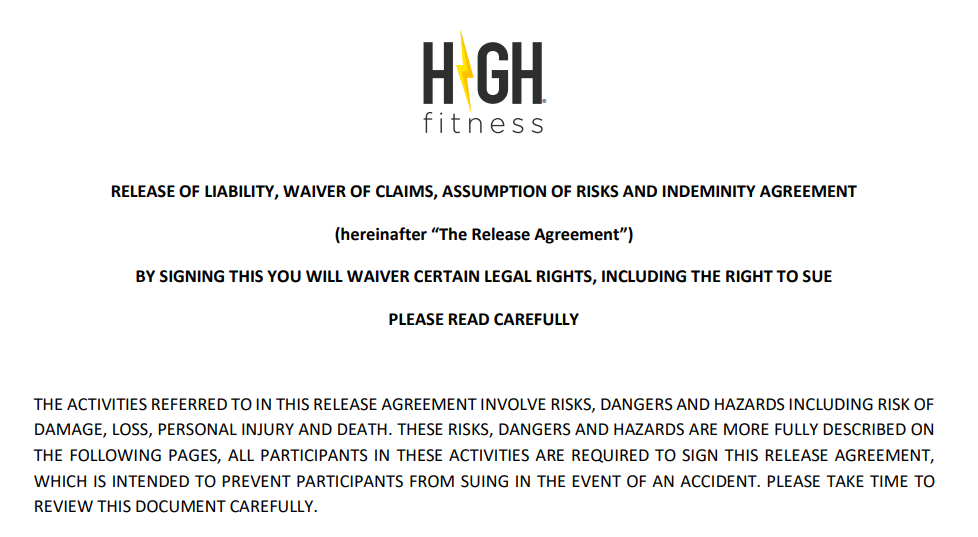 HIGH®
fitness
RELEASE OF LIABILITY, WAIVER OF CLAIMS, ASSUMPTION OF RISKS AND INDEMINITY AGREEMENT
(hereinafter “The Release Agreement”)
BY SIGNING THIS YOU WILL WAIVER CERTAIN LEGAL RIGHTS, INCLUDING THE RIGHT TO SUE
PLEASE READ CAREFULLY
THE ACTIVITIES REFERRED TO IN THIS RELEASE AGREEMENT INVOLVE RISKS, DANGERS AND HAZARDS INCLUDING RISK OF
DAMAGE, LOSS, PERSONAL INJURY AND DEATH. THESE RISKS, DANGERS AND HAZARDS ARE MORE FULLY DESCRIBED ON
THE FOLLOWING PAGES, ALL PARTICIPANTS IN THESE ACTIVITIES ARE REQUIRED TO SIGN THIS RELEASE AGREEMENT,
WHICH IS INTENDED TO PREVENT PARTICIPANTS FROM SUING IN THE EVENT OF AN ACCIDENT. PLEASE TAKE TIME TO
REVIEW THIS DOCUMENT CAREFULLY.